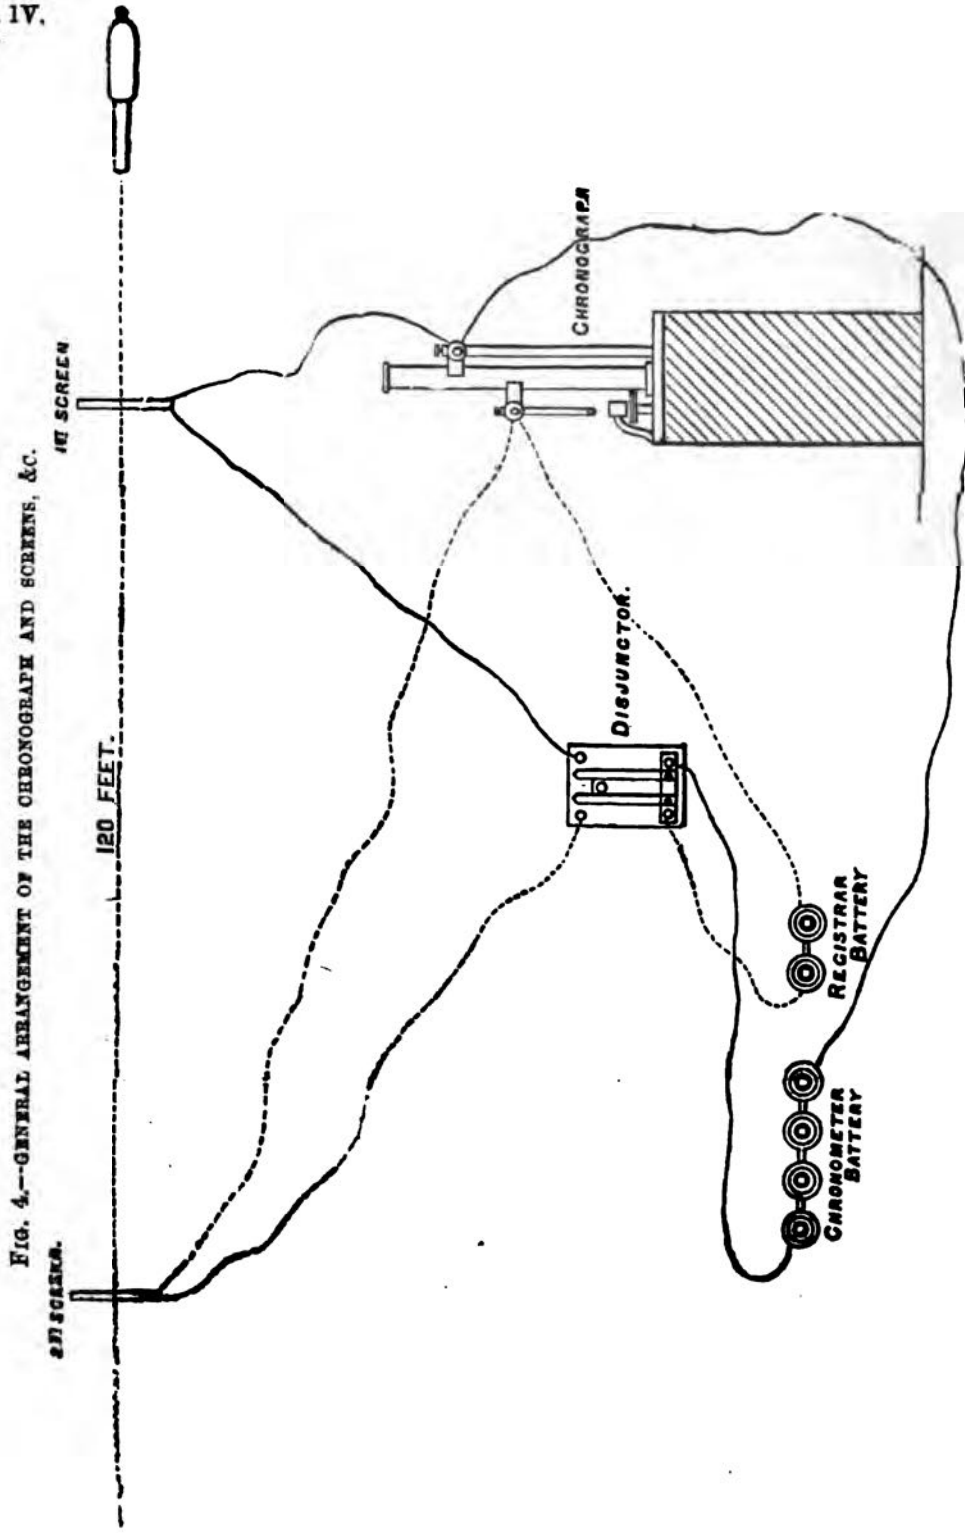 IV.
FIG. 4.—GENERAL ARRANGEMENT OF THE CHRONOGRAPH AND SCREENS, &C.
1ST SCREEN
2ND SCREEN.
120 FEET.
CHRONOGRAPH
DISJUNCTOR.
REGISTRAR
BATTERY
CHRONOMETER
BATTERY